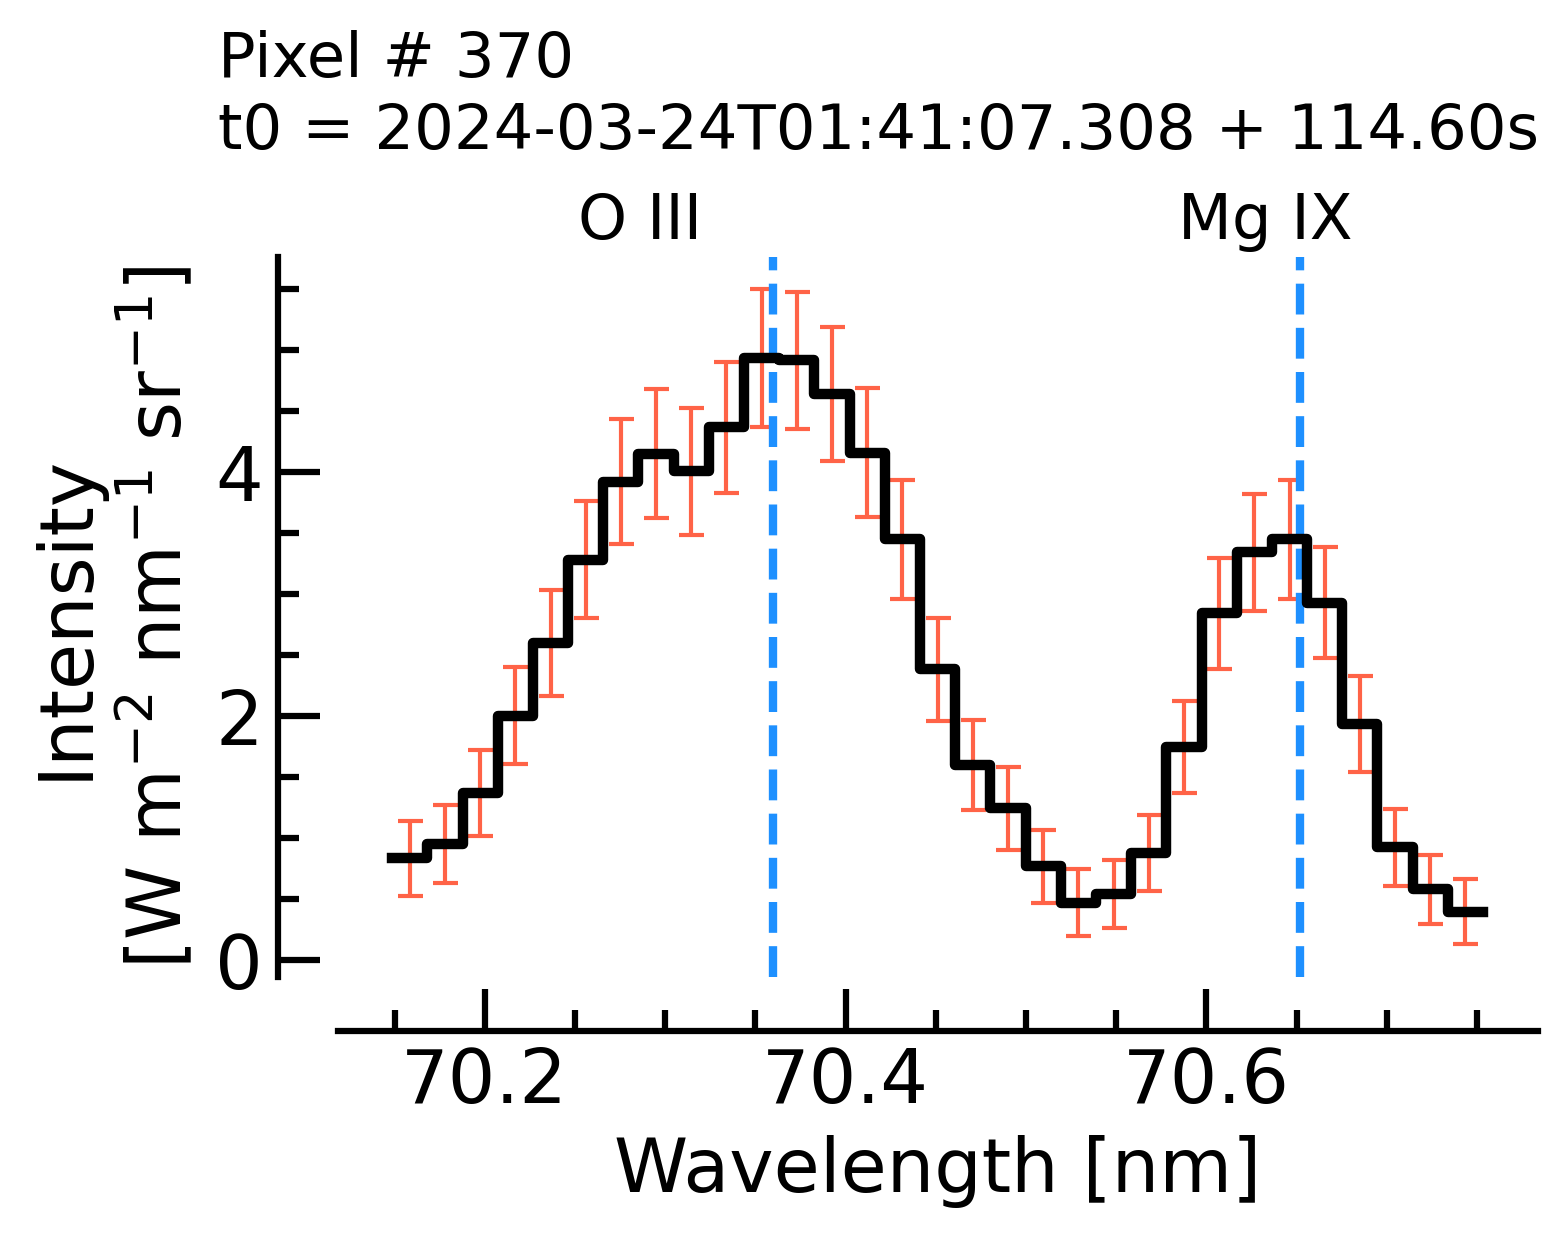 Pixel # 370
t0 = 2024-03-24T01:41:07.308 + 114.60s
O III Mg IX
Intensity
[W m⁻² nm⁻¹ sr⁻¹]
4
2
0
70.2 70.4 70.6
Wavelength [nm]